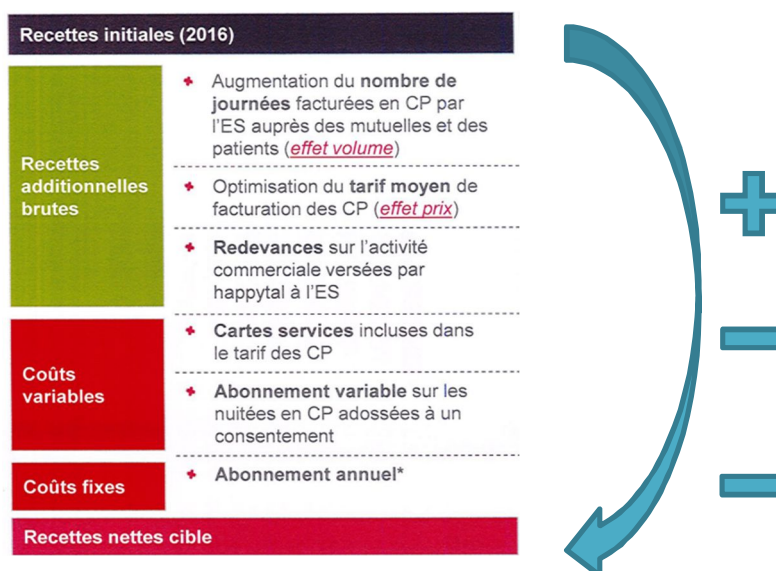 Recettes initiales (2016)
Recettes
additionnelles
brutes
Augmentation du nombre de
journées facturées en CP par
l'ES auprès des mutuelles et des
patients (effet volume)
Optimisation du tarif moyen de
facturation des CP (effet prix)
Redevances sur l'activité
commerciale versées par
happytal à l'ES
Coûts
variables
Cartes services incluses dans
le tarif des CP
Abonnement variable sur les
nuitées en CP adossées à un
consentement
Coûts fixes
Abonnement annuel*
Recettes nettes cible